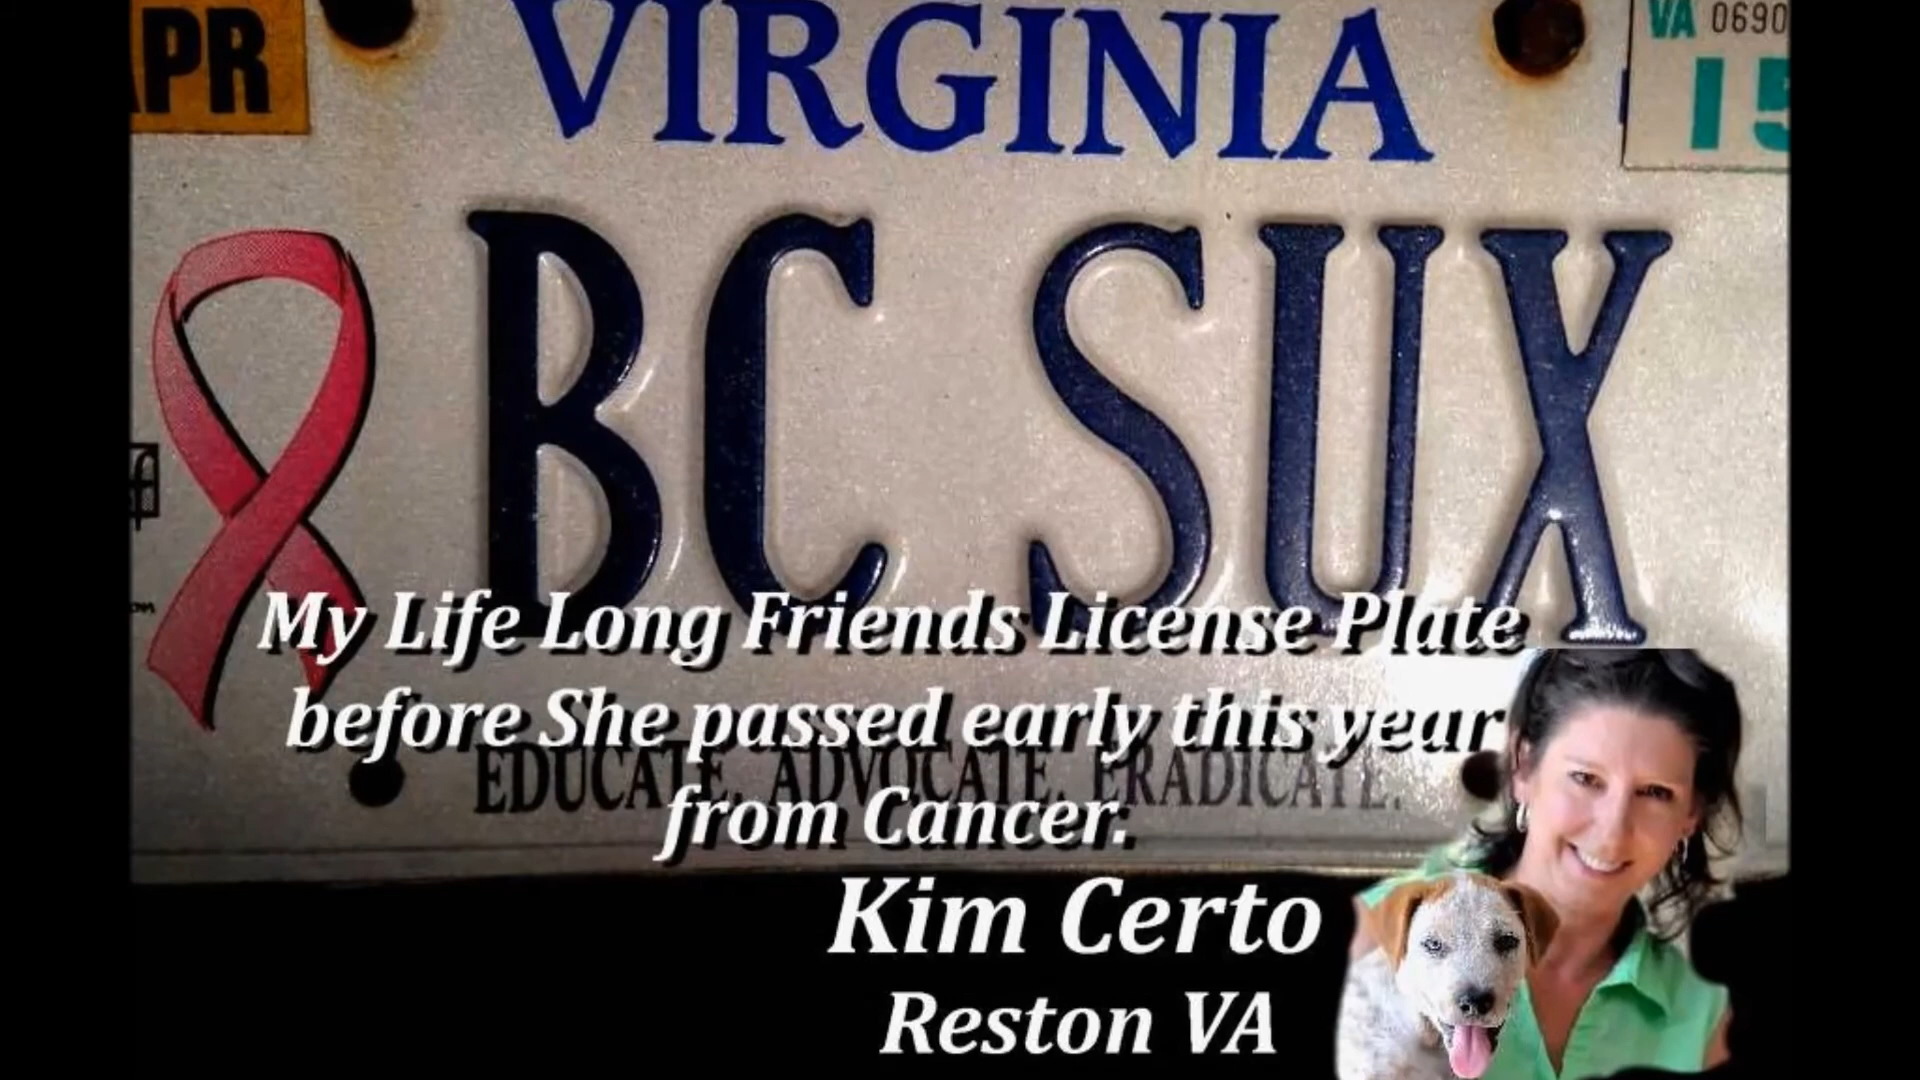 PR
VIRGINIA
VA 0690
15
BC SUX
My Life Long Friends License Plate
before She passed early this year
EDUCATE. ADVOCATE. ERADICATE.
from Cancer.
Kim Certo
Reston VA